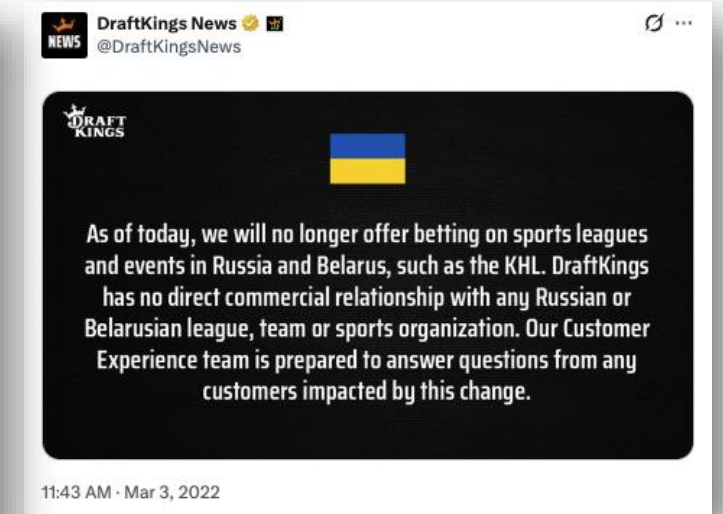 DraftKings News
NEWS
@DraftKingsNews
DRAFT
KINGS
As of today, we will no longer offer betting on sports leagues
and events in Russia and Belarus, such as the KHL. DraftKings
has no direct commercial relationship with any Russian or
Belarusian league, team or sports organization. Our Customer
Experience team is prepared to answer questions from any
customers impacted by this change.
11:43 AM · Mar 3, 2022